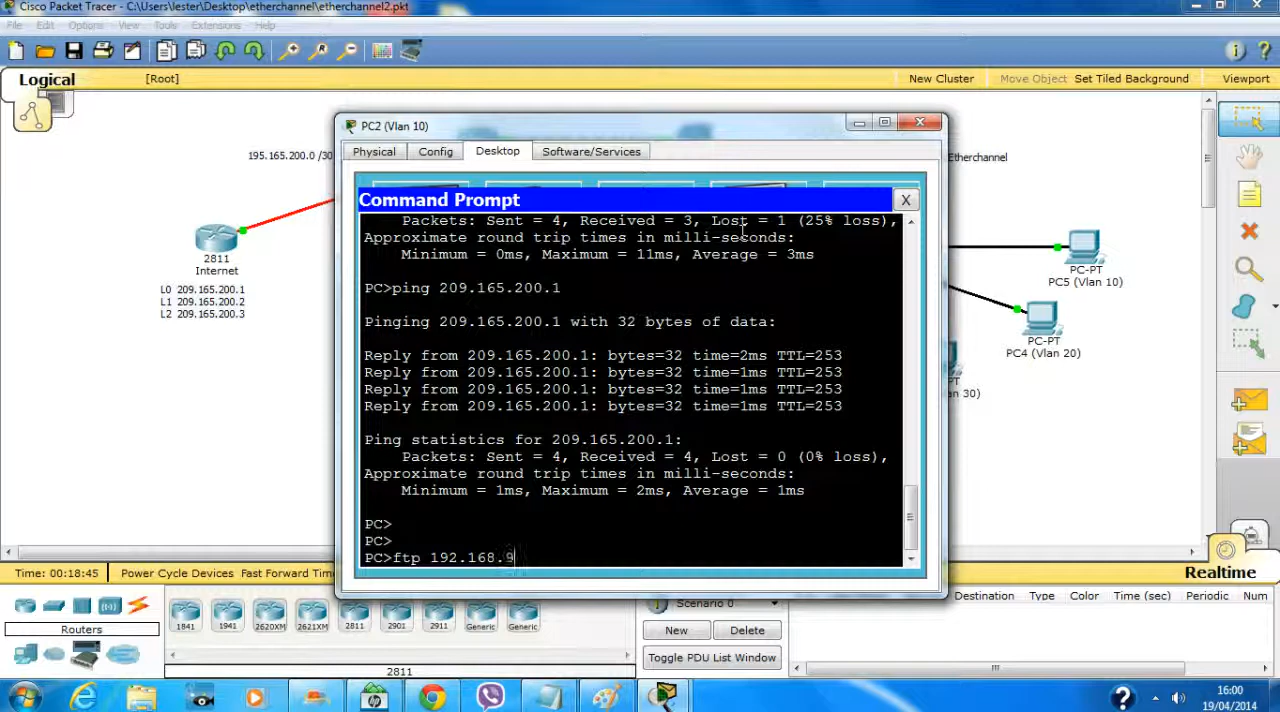 Cisco Packet Tracer - C:\Users\lester\Desktop\etherchannel\etherchannel2.pkt
File Edit Options View Tools Extensions Help
Logical
[Root]
New Cluster
Move Object
Set Tiled Background
Viewport
195.165.200.0 /30
Etherchannel
2811
Internet
L0 209.165.200.1
L1 209.165.200.2
L2 209.165.200.3
PC2 (Vlan 10)
Physical
Config
Desktop
Software/Services
Command Prompt
X
Packets: Sent = 4, Received = 3, Lost = 1 (25% loss),
Approximate round trip times in milli-seconds:
Minimum = 0ms, Maximum = 11ms, Average = 3ms
PC>ping 209.165.200.1
Pinging 209.165.200.1 with 32 bytes of data:
Reply from 209.165.200.1: bytes=32 time=2ms TTL=253
Reply from 209.165.200.1: bytes=32 time=1ms TTL=253
Reply from 209.165.200.1: bytes=32 time=1ms TTL=253
Reply from 209.165.200.1: bytes=32 time=1ms TTL=253
Ping statistics for 209.165.200.1:
Packets: Sent = 4, Received = 4, Lost = 0 (0% loss),
Approximate round trip times in milli-seconds:
Minimum = 1ms, Maximum = 2ms, Average = 1ms
PC>
PC>
PC>ftp 192.168.9
PC-PT
PC5 (Vlan 10)
PC-PT
PC4 (Vlan 20)
PT
an 30)
Time: 00:18:45
Power Cycle Devices
Fast Forward Tim
Realtime
Routers
1841
1941
2620XM
2621XM
2811
2901
2911
Generic
Generic
2811
Scenario 0
New
Delete
Toggle PDU List Window
Destination
Type
Color
Time (sec)
Periodic
Num
16:00
19/04/2014